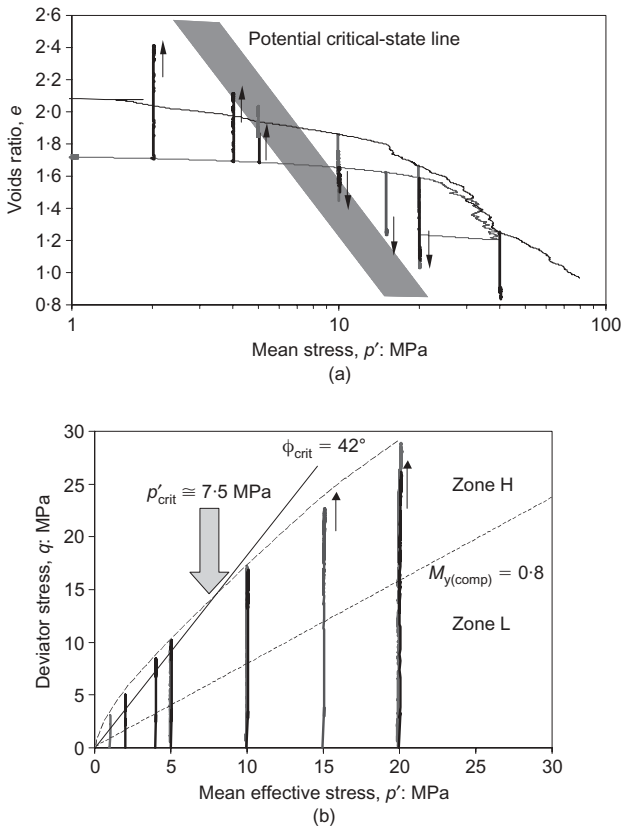 2·6
2·4
2·2
2·0
1·8
1·6
1·4
1·2
1·0
0·8
Voids ratio, e
Potential critical-state line
1
10
100
Mean stress, p′: MPa
(a)
30
25
20
15
10
5
0
Deviator stress, q: MPa
ϕcrit = 42°
p′crit ≅ 7·5 MPa
Zone H
My(comp) = 0·8
Zone L
0
5
10
15
20
25
30
Mean effective stress, p′: MPa
(b)